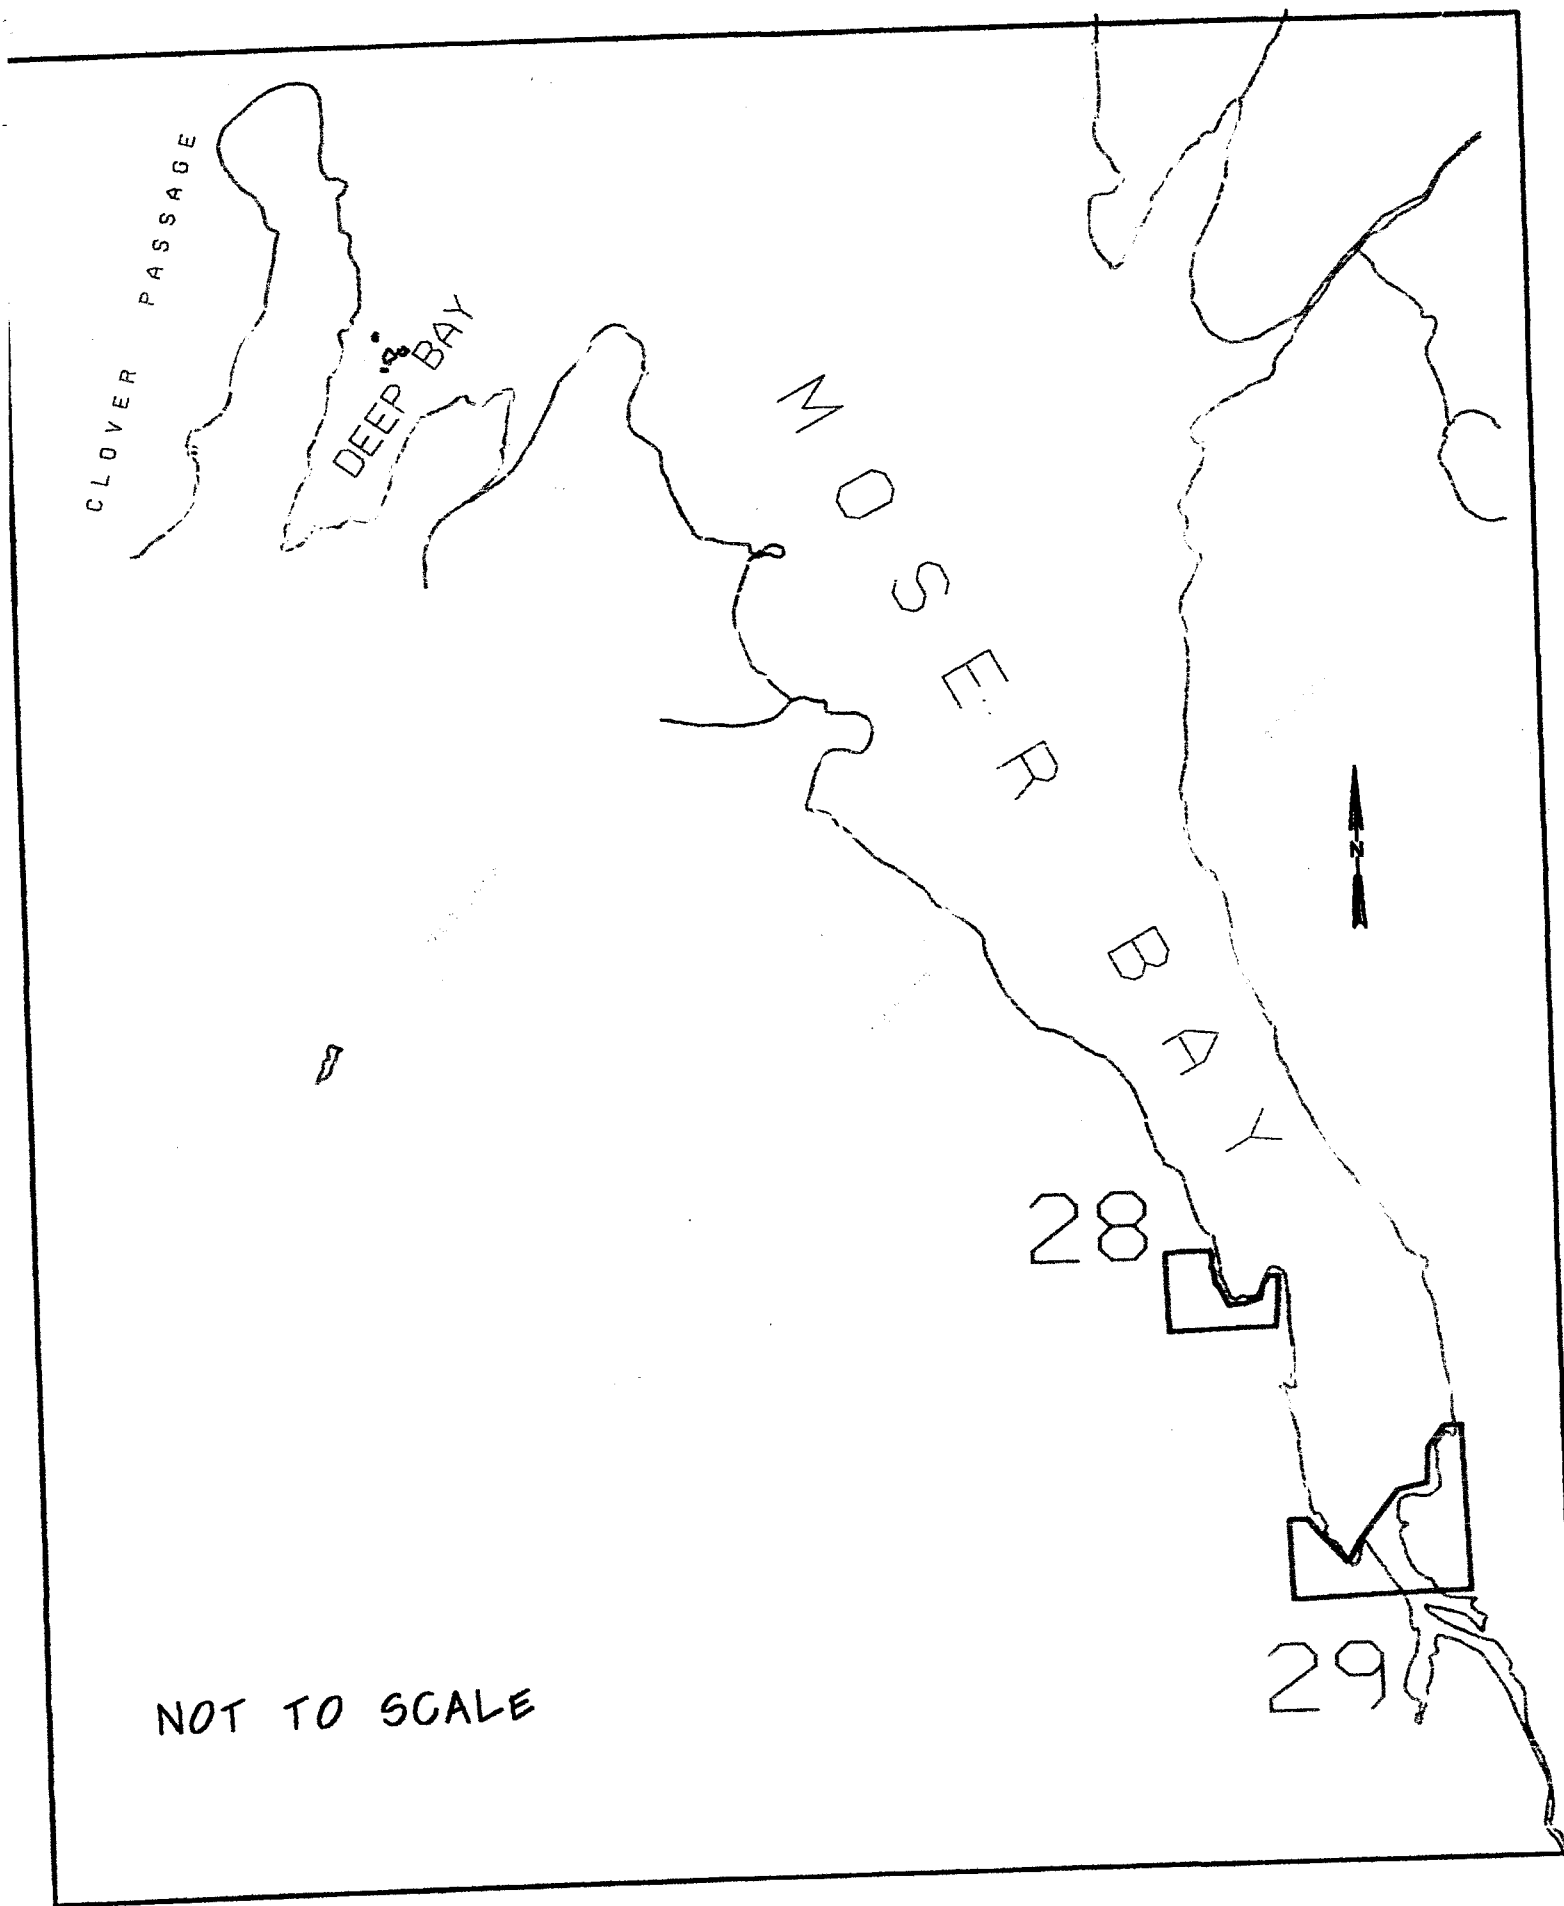 CLOVER PASSAGE
DEEP BAY
MOSER BAY
N
28
29
NOT TO SCALE